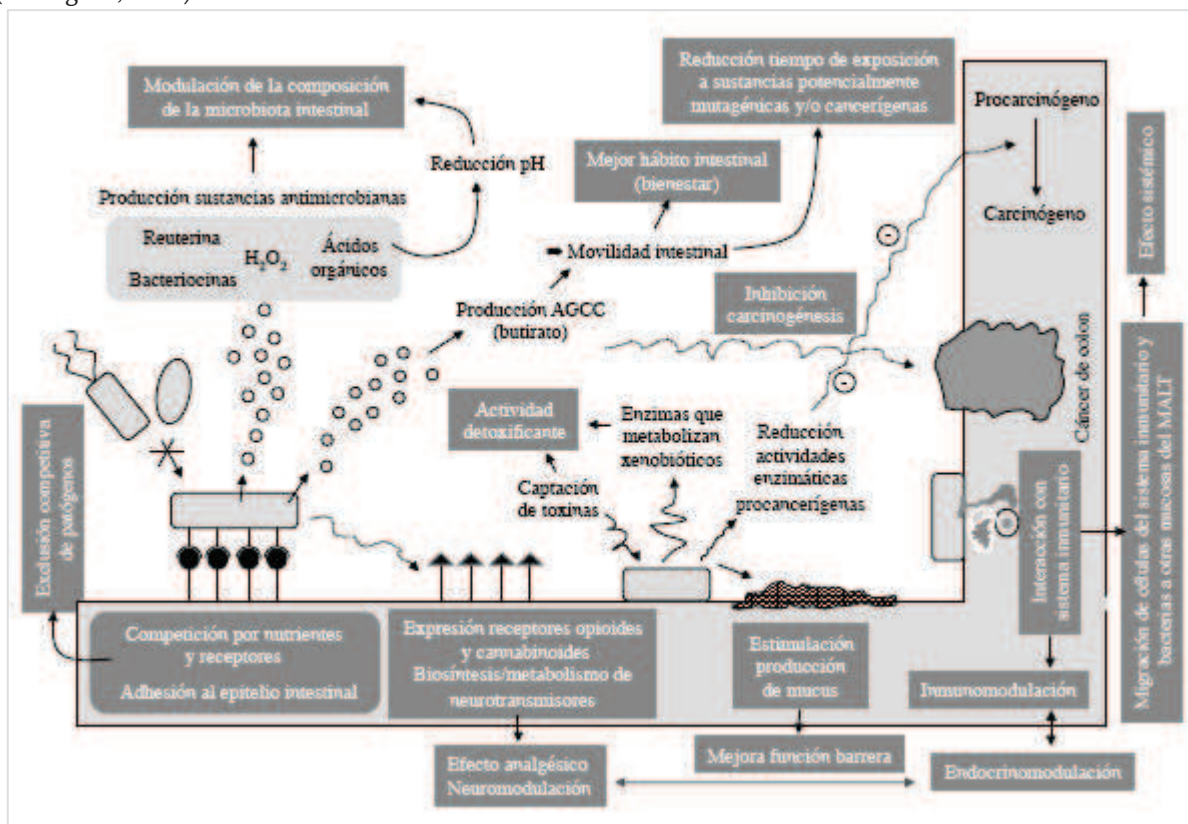 Modulación de la composición
de la microbiota intestinal
Reducción tiempo de exposición
a sustancias potencialmente
mutagénicas y/o cancerígenas
Procarcinógeno
Reducción pH
Mejor hábito intestinal
(bienestar)
Producción sustancias antimicrobianas
Reuterina
H2O2
Ácidos
orgánicos
Bacteriocinas
Carcinógeno
Efecto sistémico
Movilidad intestinal
Producción AGCC
(butirato)
Inhibición
carcinogénesis
Actividad
detoxificante
Enzimas que
metabolizan
xenobióticos
Reducción
actividades
enzimáticas
procancerígenas
Captación
de toxinas
Cáncer de colon
Exclusión competitiva
de patógenos
Interacción con
sistema inmunitario
Migración de células del sistema inmunitario y
bacterias a otras mucosas del MALT
Competición por nutrientes
y receptores
Adhesión al epitelio intestinal
Expresión receptores opioides
y cannabinoides
Biosíntesis/metabolismo de
neurotransmisores
Estimulación
producción
de mucus
Inmunomodulación
Efecto analgésico
Neuromodulación
Mejora función barrera
Endocrinomodulación